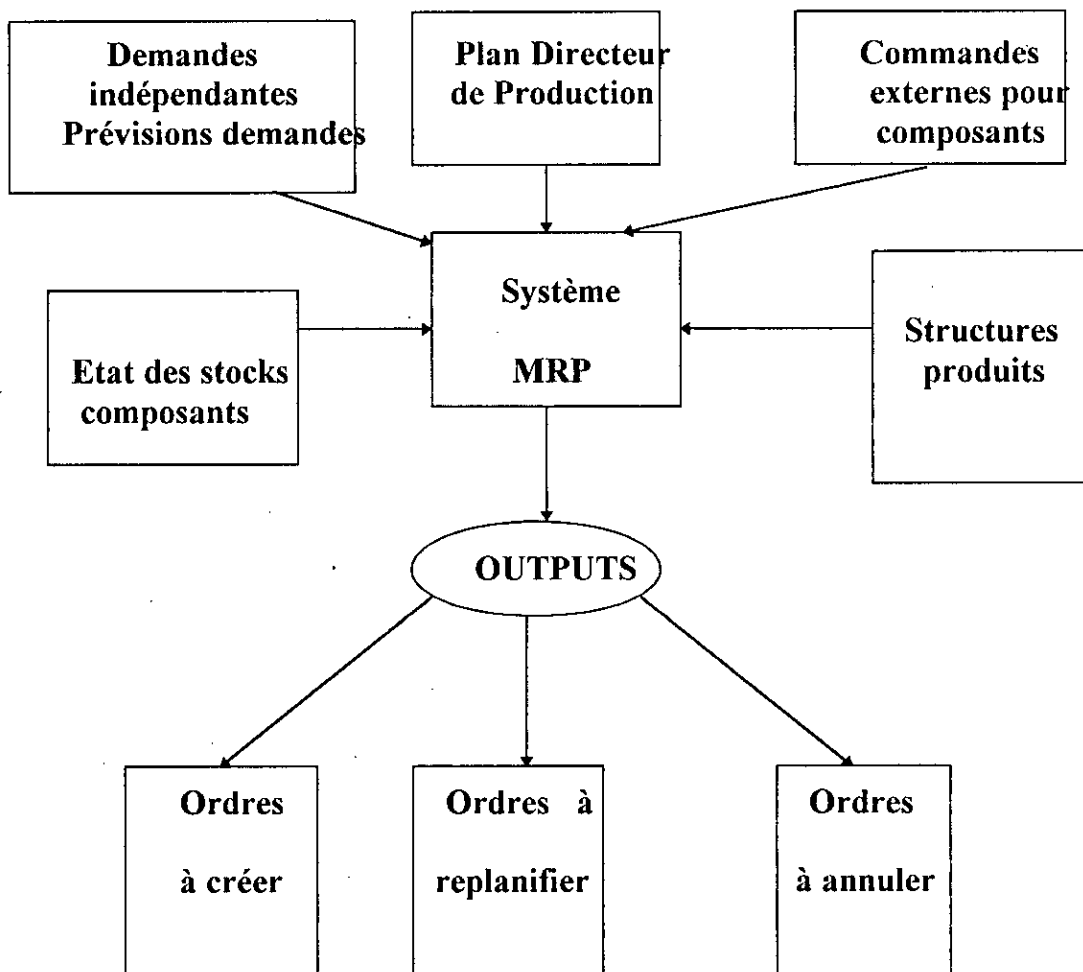 Demandes
indépendantes
Prévisions demandes
Plan Directeur
de Production
Commandes
externes pour
composants
Système
MRP
Etat des stocks
composants
Structures
produits
OUTPUTS
Ordres
à créer
Ordres à
replanifier
Ordres
à annuler